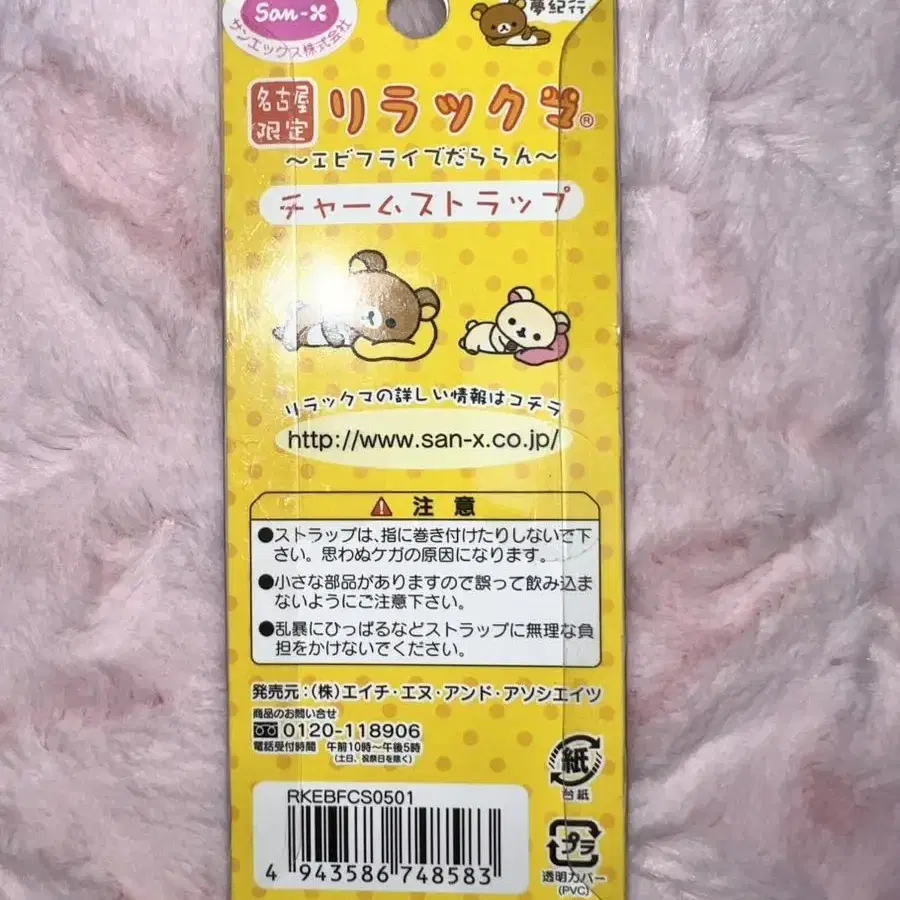 San-X
サンエックス株式会社
夢紀行
名古屋
限定
リラックマ®
〜エビフライでだららん〜
チャームストラップ
リラックマの詳しい情報はコチラ
http://www.san-x.co.jp/
注意
●ストラップは、指に巻き付けたりしないで下
さい。思わぬケガの原因になります。
●小さな部品がありますので誤って飲み込ま
ないようにご注意下さい。
●乱暴にひっぱるなどストラップに無理な負
担をかけないでください。
発売元:(株)エイチ・エヌ・アンド・アソシエイツ
商品のお問い合せ
0120-118906
電話受付時間 午前10時〜午後5時
(土日、祝祭日を除く)
紙
台紙
RKEBFCS0501
4 943586 748583
プラ
透明カバー
(PVC)